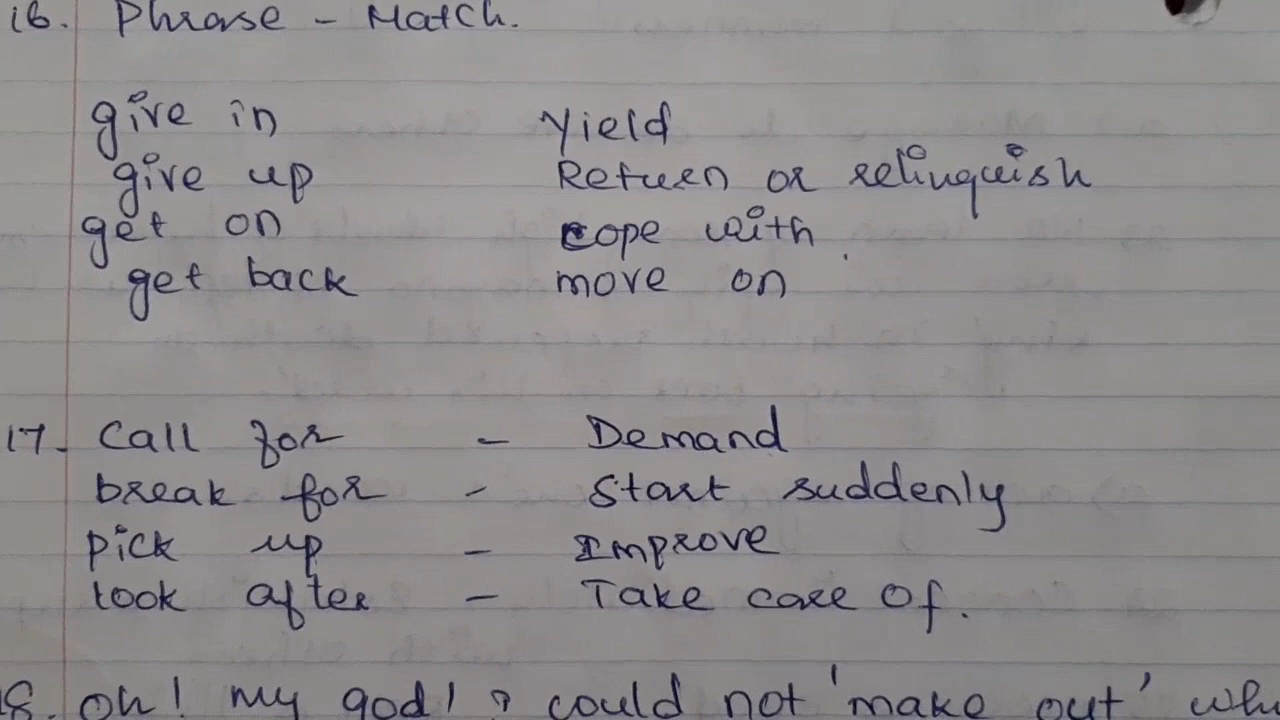 16. Phrase - Match.
give in Yield
give up Return or relinquish
get on cope with
get back move on
17. Call for - Demand
break for - Start suddenly
pick up - Improve
look after - Take care of.
18. Oh! my god! I could not 'make out'